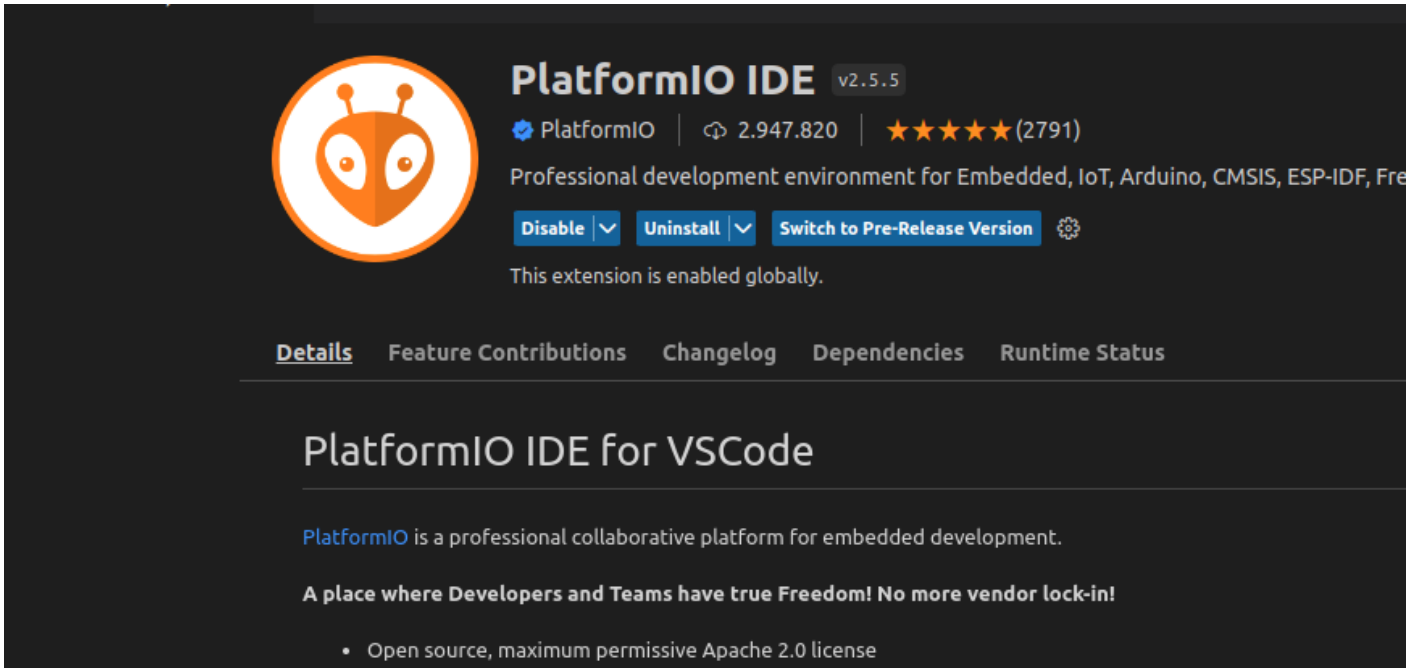 PlatformIO IDE v2.5.5
PlatformIO 2.947.820 (2791)
Professional development environment for Embedded, IoT, Arduino, CMSIS, ESP-IDF, Fre
Disable Uninstall Switch to Pre-Release Version
This extension is enabled globally.
Details Feature Contributions Changelog Dependencies Runtime Status
PlatformIO IDE for VSCode
PlatformIO is a professional collaborative platform for embedded development.
A place where Developers and Teams have true Freedom! No more vendor lock-in!
• Open source, maximum permissive Apache 2.0 license